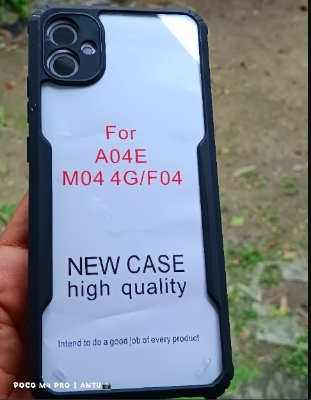 For
A04E
M04 4G/F04
NEW CASE
high quality
Intend to do a good job of every product
POCO M4 PRO | ANTU